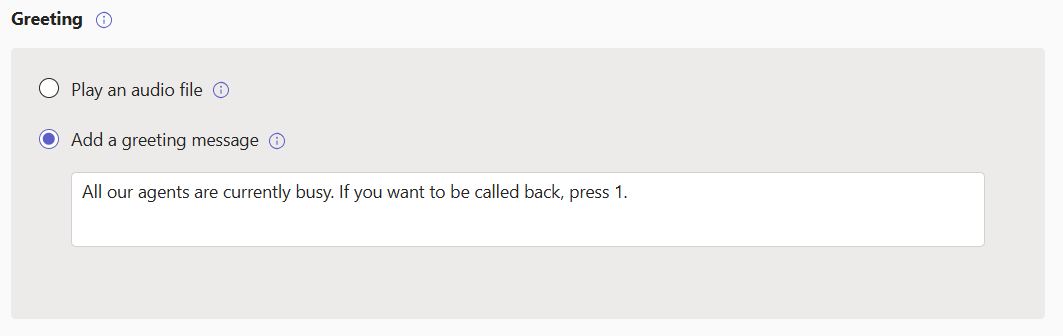 Greeting
Play an audio file
Add a greeting message
All our agents are currently busy. If you want to be called back, press 1.